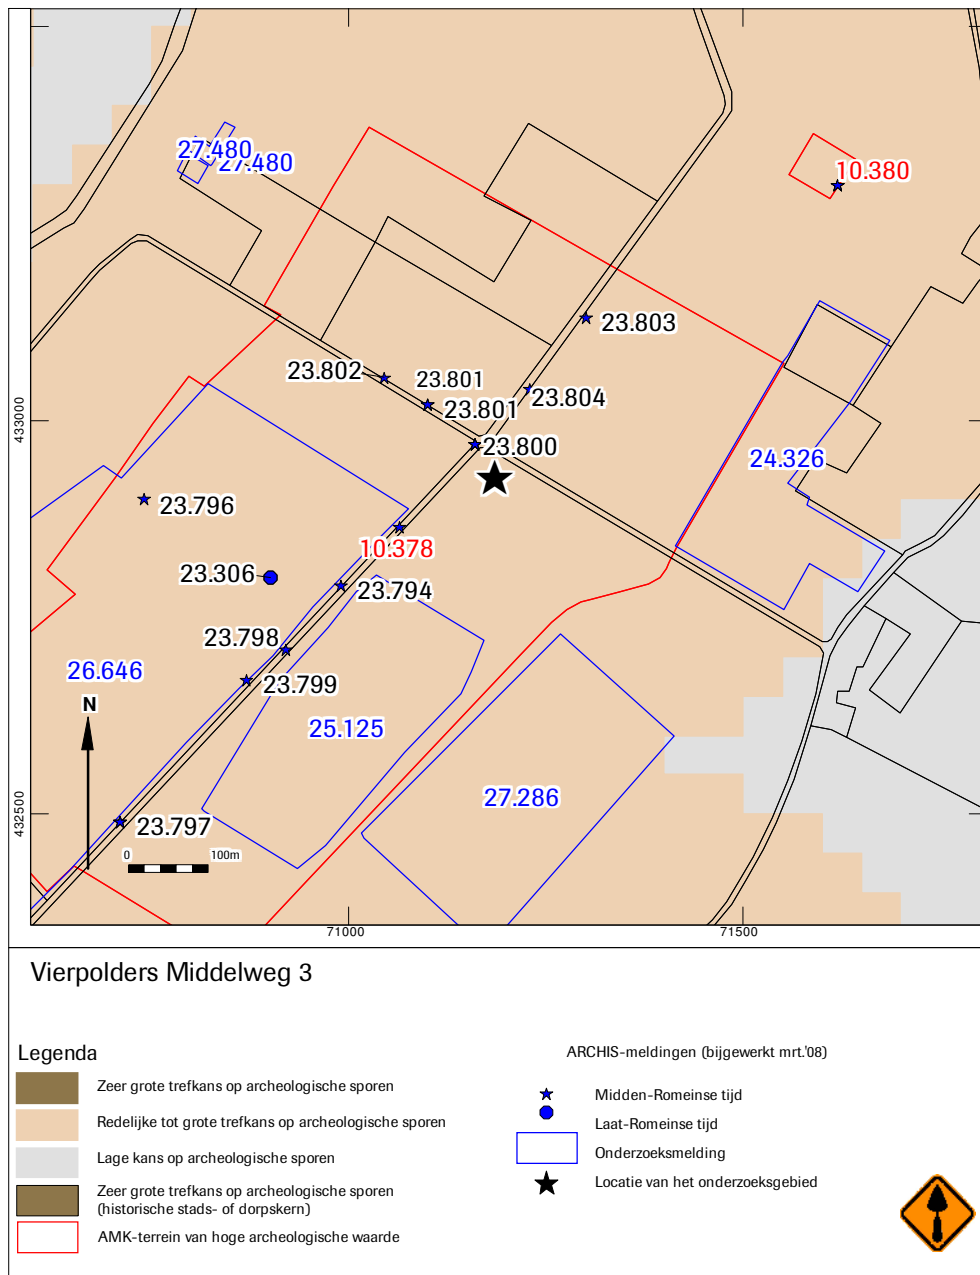 27.480
27.480
10.380
23.803
23.802
23.801
23.804
23.801
23.800
433000
24.326
23.796
10.378
23.306
23.794
23.798
26.646
23.799
N
25.125
27.286
432500
23.797
0 100m
71000
71500
Vierpolders Middelweg 3
Legenda
Zeer grote trefkans op archeologische sporen
Redelijke tot grote trefkans op archeologische sporen
Lage kans op archeologische sporen
Zeer grote trefkans op archeologische sporen
(historische stads- of dorpskern)
AMK-terrein van hoge archeologische waarde
ARCHIS-meldingen (bijgewerkt mrt.'08)
Midden-Romeinse tijd
Laat-Romeinse tijd
Onderzoeksmelding
Locatie van het onderzoeksgebied